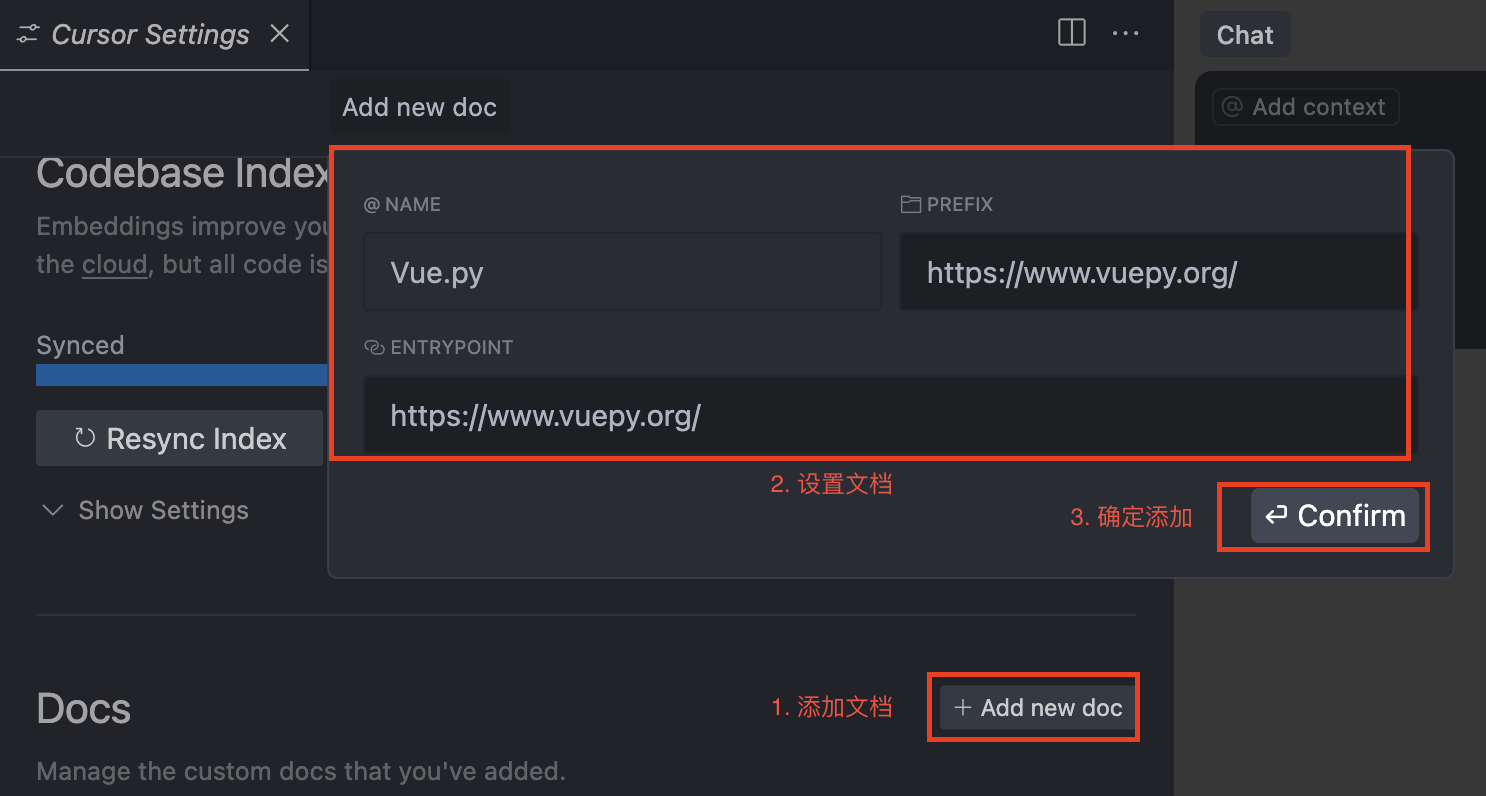 Cursor Settings
Chat
Add new doc
@ Add context
Codebase Index
@ NAME
PREFIX
Embeddings improve you
the cloud, but all code is
Vue.py
https://www.vuepy.org/
Synced
ENTRYPOINT
https://www.vuepy.org/
Resync Index
2. 设置文档
Show Settings
3. 确定添加
Confirm
Docs
1. 添加文档
+ Add new doc
Manage the custom docs that you've added.